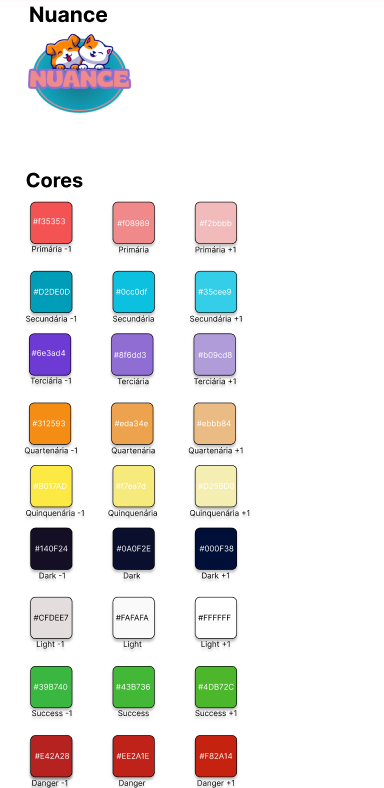 Nuance
NUANCE
Cores
#f35353 #f08989 #f2bbbb
Primária -1 Primária Primária +1
#D2DE0D #0cc0df #35cee9
Secundária -1 Secundária Secundária +1
#6e3ad4 #8f6dd3 #b09cd8
Terciária -1 Terciária Terciária +1
#312593 #eda34e #ebbb84
Quartenária -1 Quartenária Quartenária +1
Quinquenária -1 Quinquenária Quinquenária +1
#140F24 #0A0F2E #000F38
Dark -1 Dark Dark +1
#CFDEE7 #FAFAFA #FFFFFF
Light -1 Light Light +1
#39B740 #43B736 #4DB72C
Success -1 Success Success +1
#E42A28 #EE2A1E #F82A14
Danger -1 Danger Danger +1